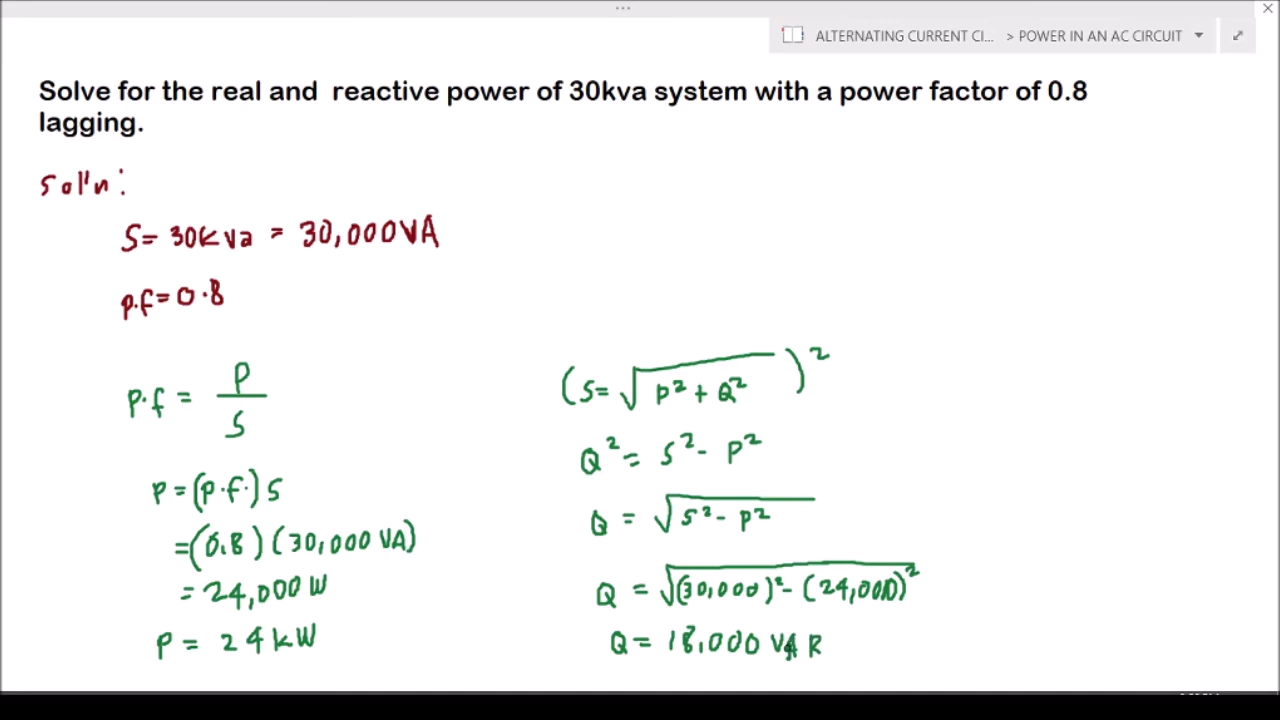 ALTERNATING CURRENT CI... > POWER IN AN AC CIRCUIT
Solve for the real and reactive power of 30kva system with a power factor of 0.8
lagging.
Sol'n:
S= 30kva = 30,000VA
p.f=0.8
p.f = P/S
P=(p.f.)S
=(0.8)(30,000 VA)
=24,000W
P= 24kW
(S=√(P²+Q²))²
Q²= S²-P²
Q = √(S²-P²)
Q = √((30,000)²-(24,000)²)
Q= 18,000 VAR